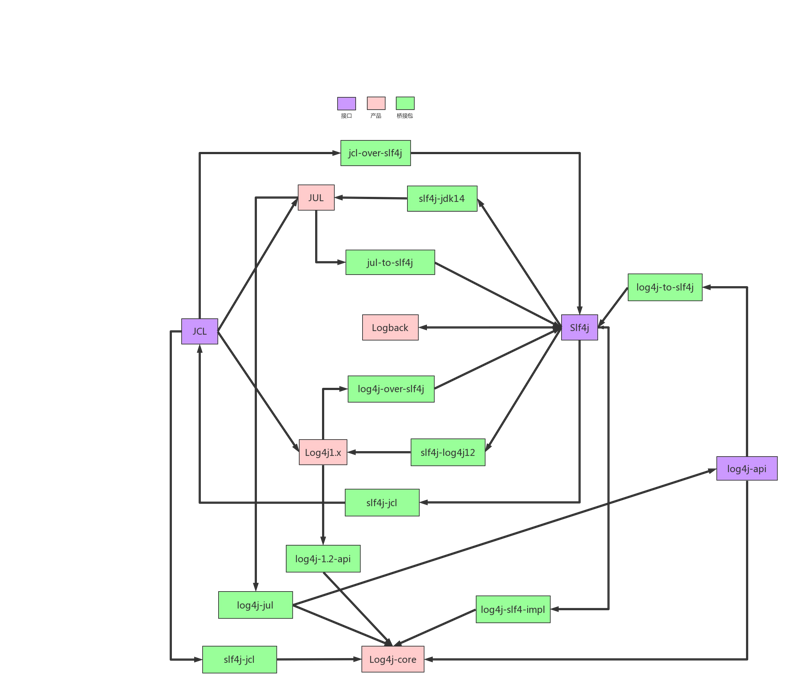 接口 产品 桥接包
jcl-over-slf4j
JUL
slf4j-jdk14
jul-to-slf4j
log4j-to-slf4j
JCL
Logback
Slf4j
log4j-over-slf4j
Log4j1.x
slf4j-log4j12
log4j-api
slf4j-jcl
log4j-1.2-api
log4j-jul
log4j-slf4-impl
slf4j-jcl
Log4j-core